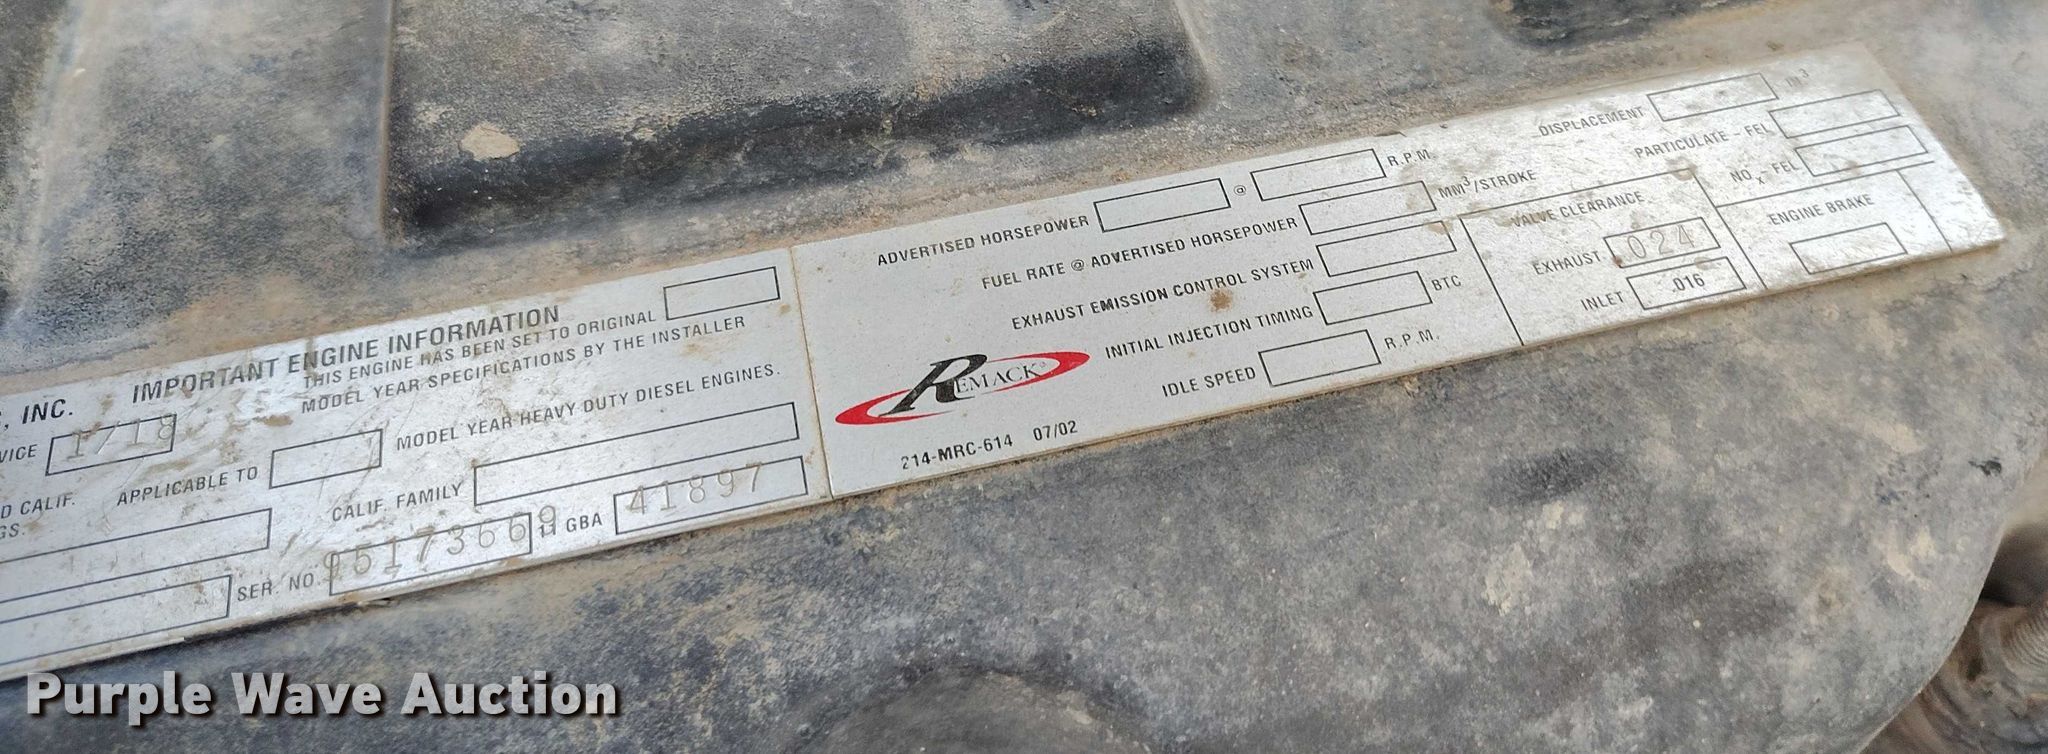 , INC. IMPORTANT ENGINE INFORMATION
THIS ENGINE HAS BEEN SET TO ORIGINAL
MODEL YEAR SPECIFICATIONS BY THE INSTALLER
VICE 1718
APPLICABLE TO
MODEL YEAR HEAVY DUTY DIESEL ENGINES.
D CALIF.
GS.
CALIF. FAMILY
SER. NO. 95173669
11 GBA 41897
ADVERTISED HORSEPOWER @ R.P.M.
FUEL RATE @ ADVERTISED HORSEPOWER MM³/STROKE
EXHAUST EMISSION CONTROL SYSTEM
INITIAL INJECTION TIMING BTC
IDLE SPEED R.P.M.
REMACK®
214-MRC-614 07/02
DISPLACEMENT IN³
PARTICULATE - FEL
NOx FEL
VALVE CLEARANCE
EXHAUST .024
INLET .016
ENGINE BRAKE
Purple Wave Auction